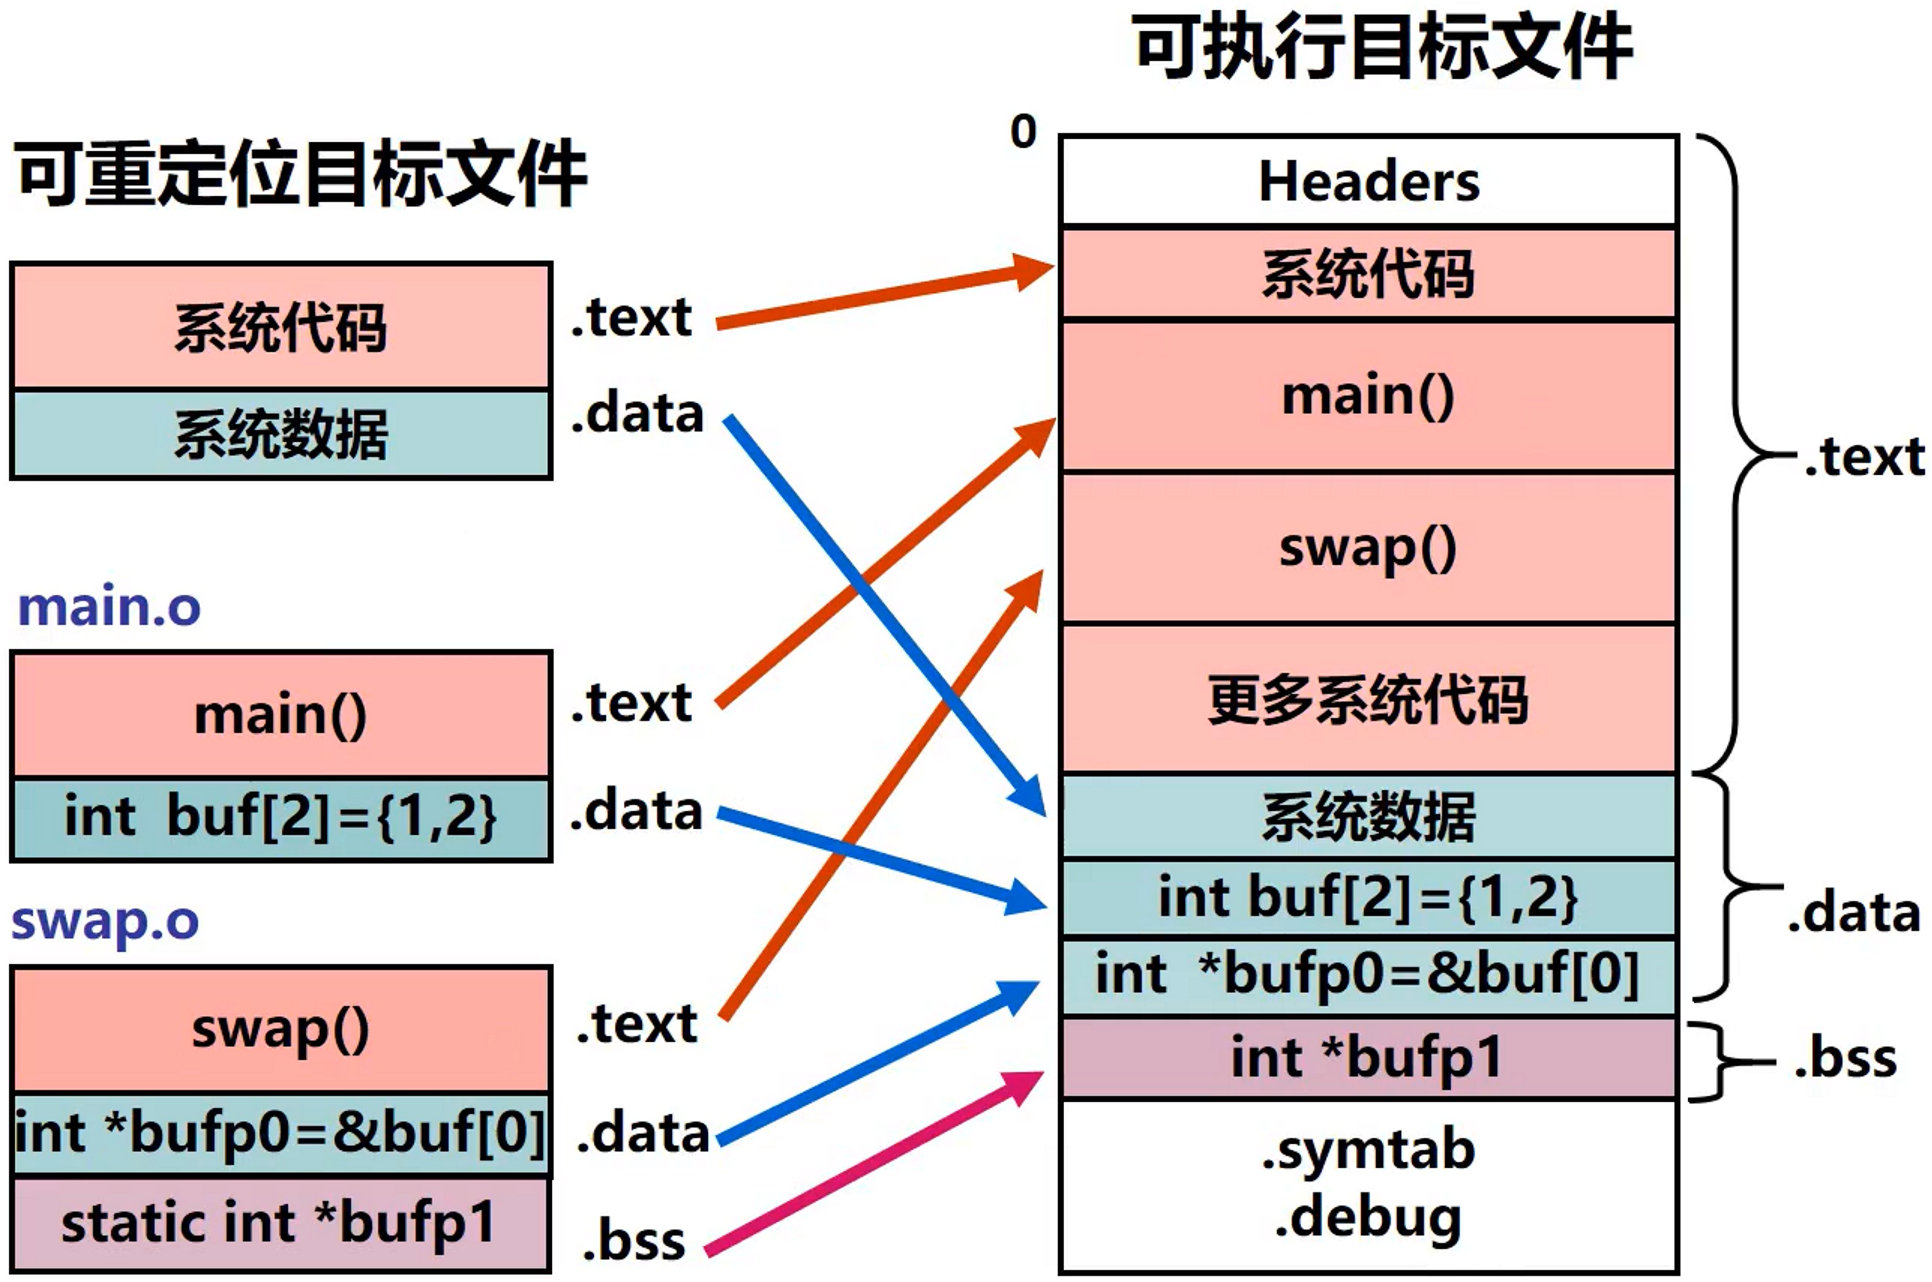 可重定位目标文件
系统代码
.text
系统数据
.data
main.o
main()
.text
int  buf[2]={1,2}
.data
swap.o
swap()
.text
int *bufp0=&buf[0]
.data
static int *bufp1
.bss
可执行目标文件
0
Headers
系统代码
main()
swap()
更多系统代码
.text
系统数据
int buf[2]={1,2}
int  *bufp0=&buf[0]
.data
int *bufp1
.bss
.symtab
.debug